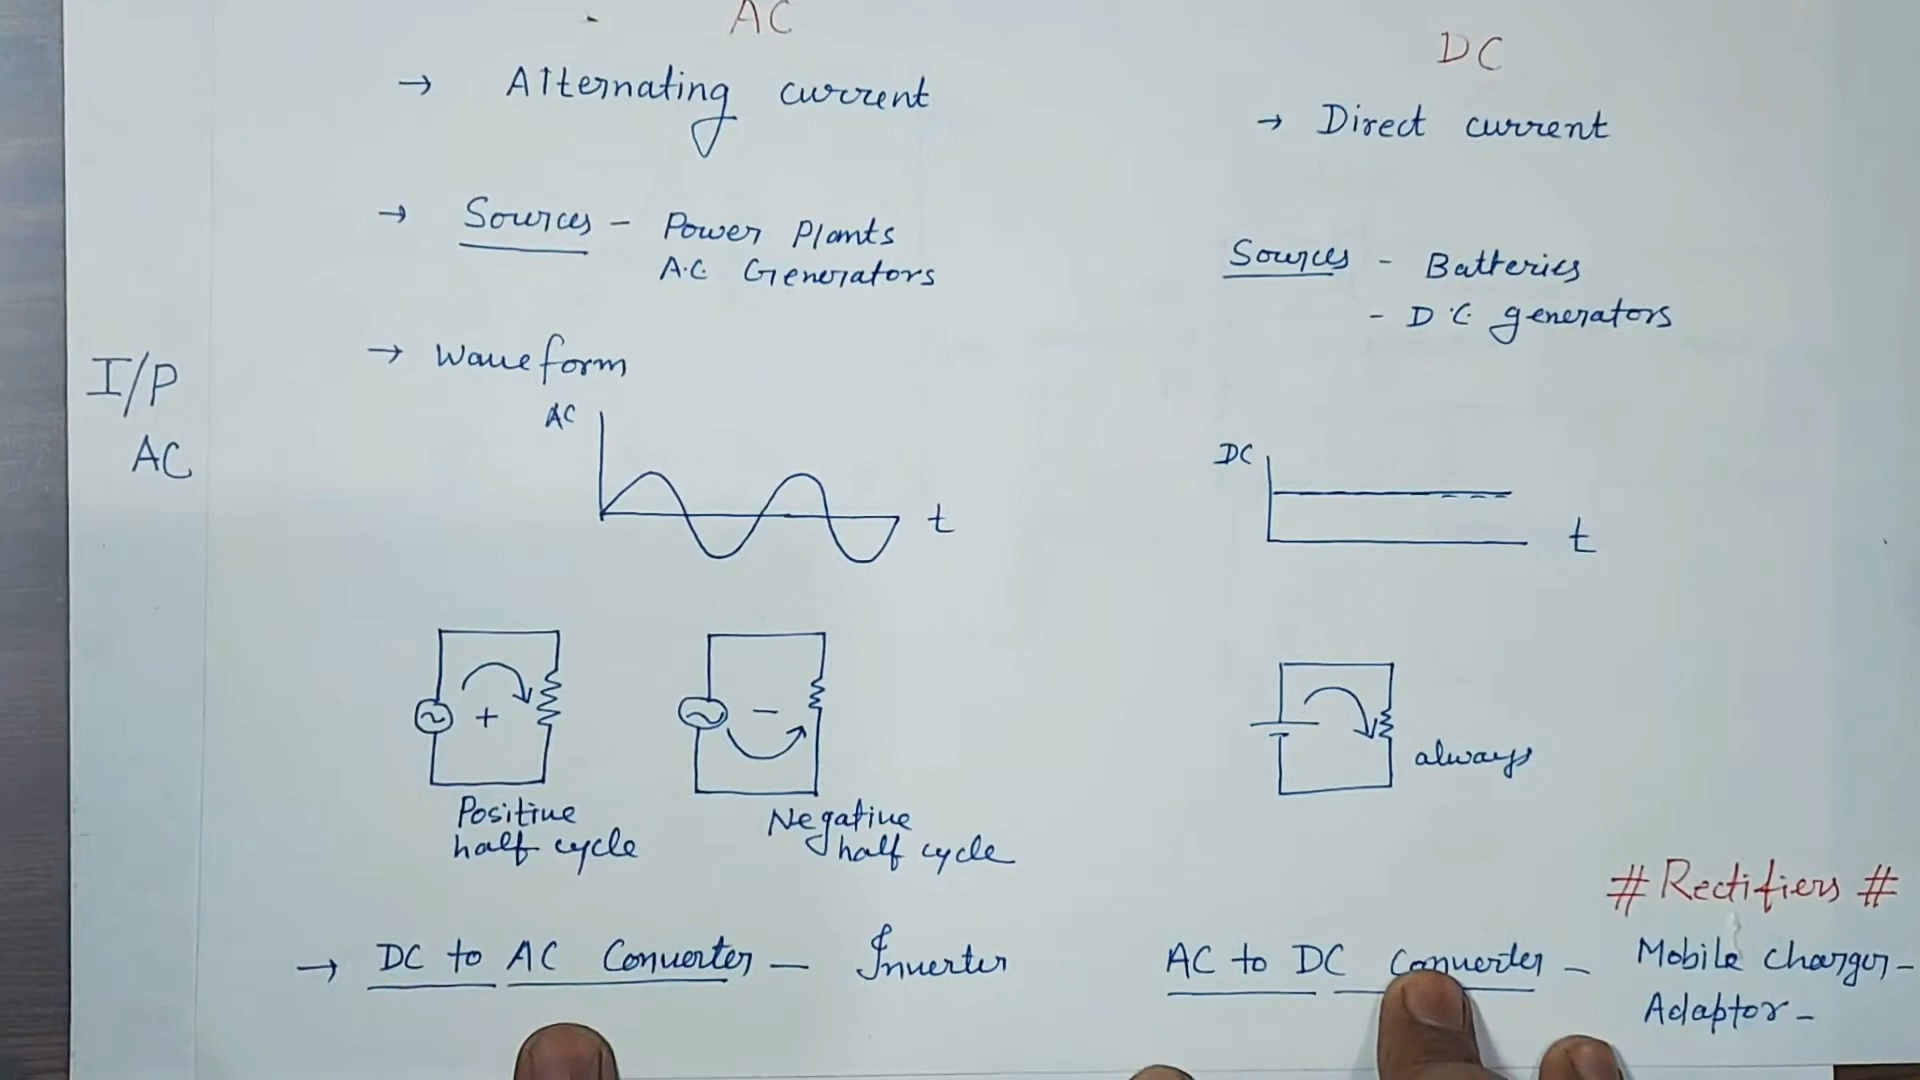 AC
→ Alternating current
→ Sources - Power Plants
A.C Generators
→ Waveform
AC
t
I/P
AC
+
Positive
half cycle
-
Negative
half cycle
→ DC to AC Converter - Inverter
DC
→ Direct current
Sources - Batteries
- D.C. generators
DC
t
always
# Rectifiers #
AC to DC Converter - Mobile charger -
Adaptor -